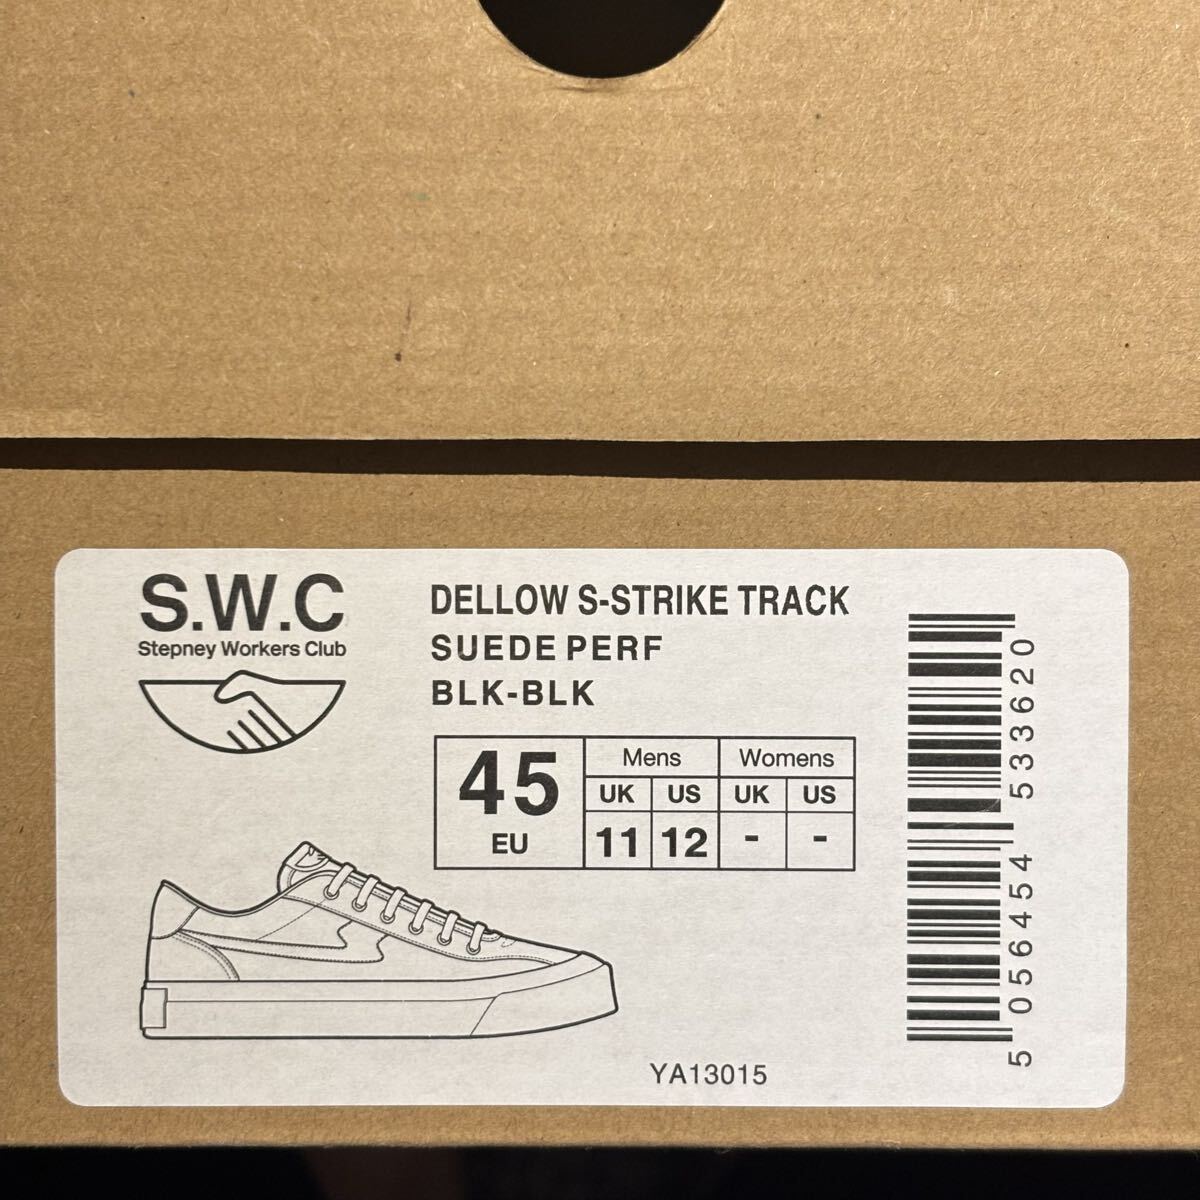 S.W.C
Stepney Workers Club
DELLOW S-STRIKE TRACK
SUEDE PERF
BLK-BLK
45
EU
Mens Womens
UK US UK US
11 12 - -
YA13015
5 056454 533620